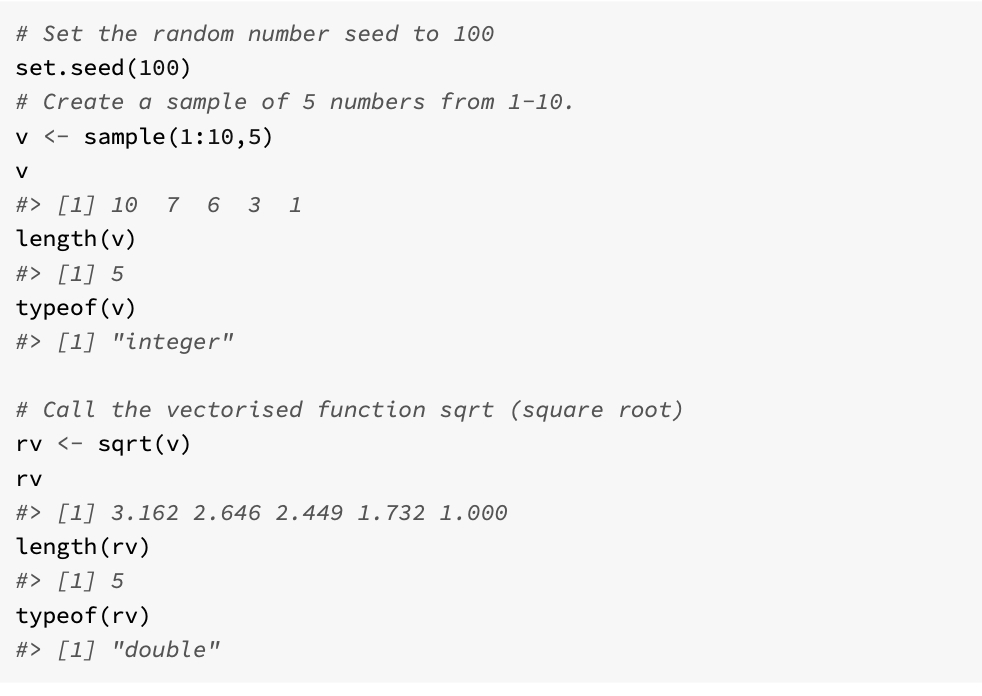 # Set the random number seed to 100
set.seed(100)
# Create a sample of 5 numbers from 1-10.
v <- sample(1:10,5)
v
#> [1] 10  7  6  3  1
length(v)
#> [1] 5
typeof(v)
#> [1] "integer"

# Call the vectorised function sqrt (square root)
rv <- sqrt(v)
rv
#> [1] 3.162 2.646 2.449 1.732 1.000
length(rv)
#> [1] 5
typeof(rv)
#> [1] "double"